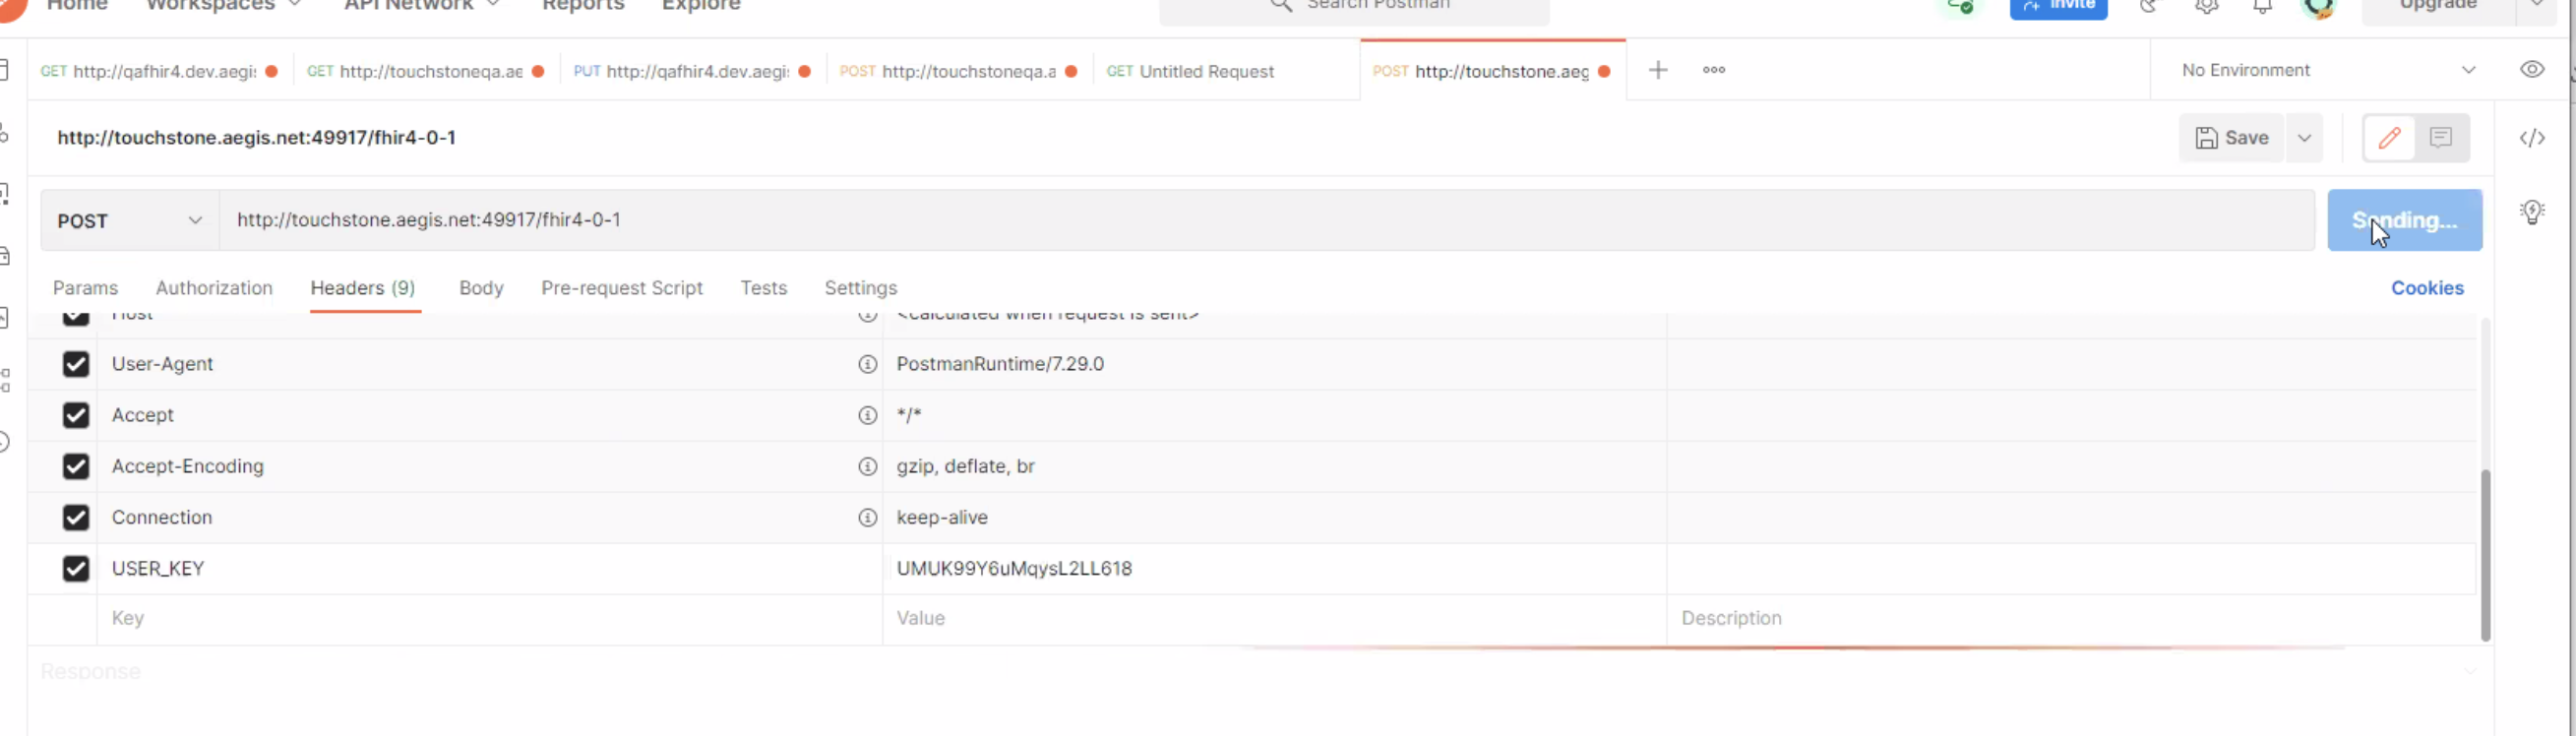 Home Workspaces API Network Reports Explore Search Postman Invite Upgrade
GET http://qafhir4.dev.aegis GET http://touchstoneqa.ae PUT http://qafhir4.dev.aegi: POST http://touchstoneqa.a GET Untitled Request POST http://touchstone.aeg No Environment
http://touchstone.aegis.net:49917/fhir4-0-1 Save
POST http://touchstone.aegis.net:49917/fhir4-0-1 Sending...
Params Authorization Headers (9) Body Pre-request Script Tests Settings Cookies
Host <calculated when request is sent>
User-Agent PostmanRuntime/7.29.0
Accept */*
Accept-Encoding gzip, deflate, br
Connection keep-alive
USER_KEY UMUK99Y6uMqysL2LL618
Key Value Description
Response